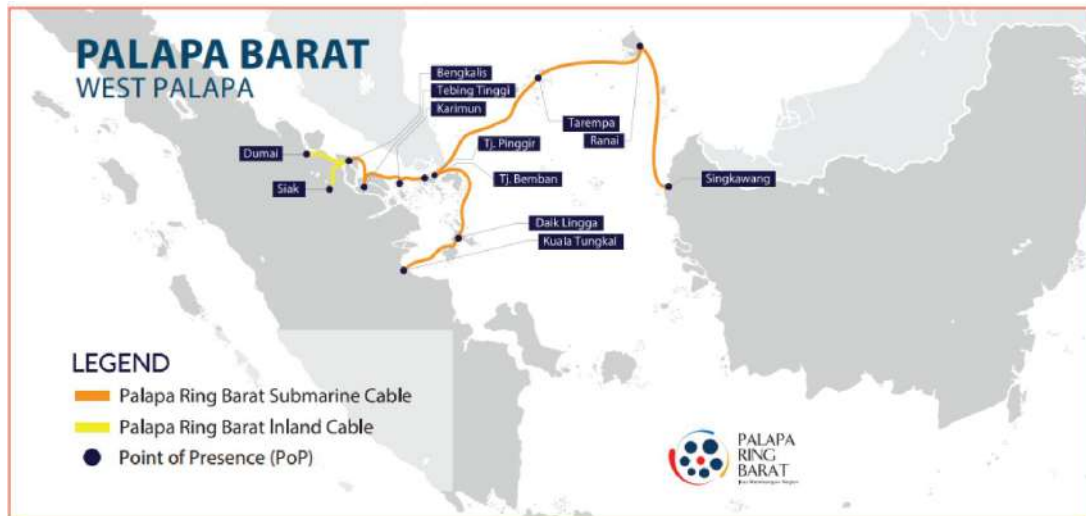 PALAPA BARAT
WEST PALAPA
Bengkalis
Tebing Tinggi
Karimun
Dumai
Siak
Tarempa
Ranai
Tj. Pinggir
Tj. Bemban
Singkawang
Daik Lingga
Kuala Tungkal
LEGEND
Palapa Ring Barat Submarine Cable
Palapa Ring Barat Inland Cable
Point of Presence (PoP)
PALAPA
RING
BARAT